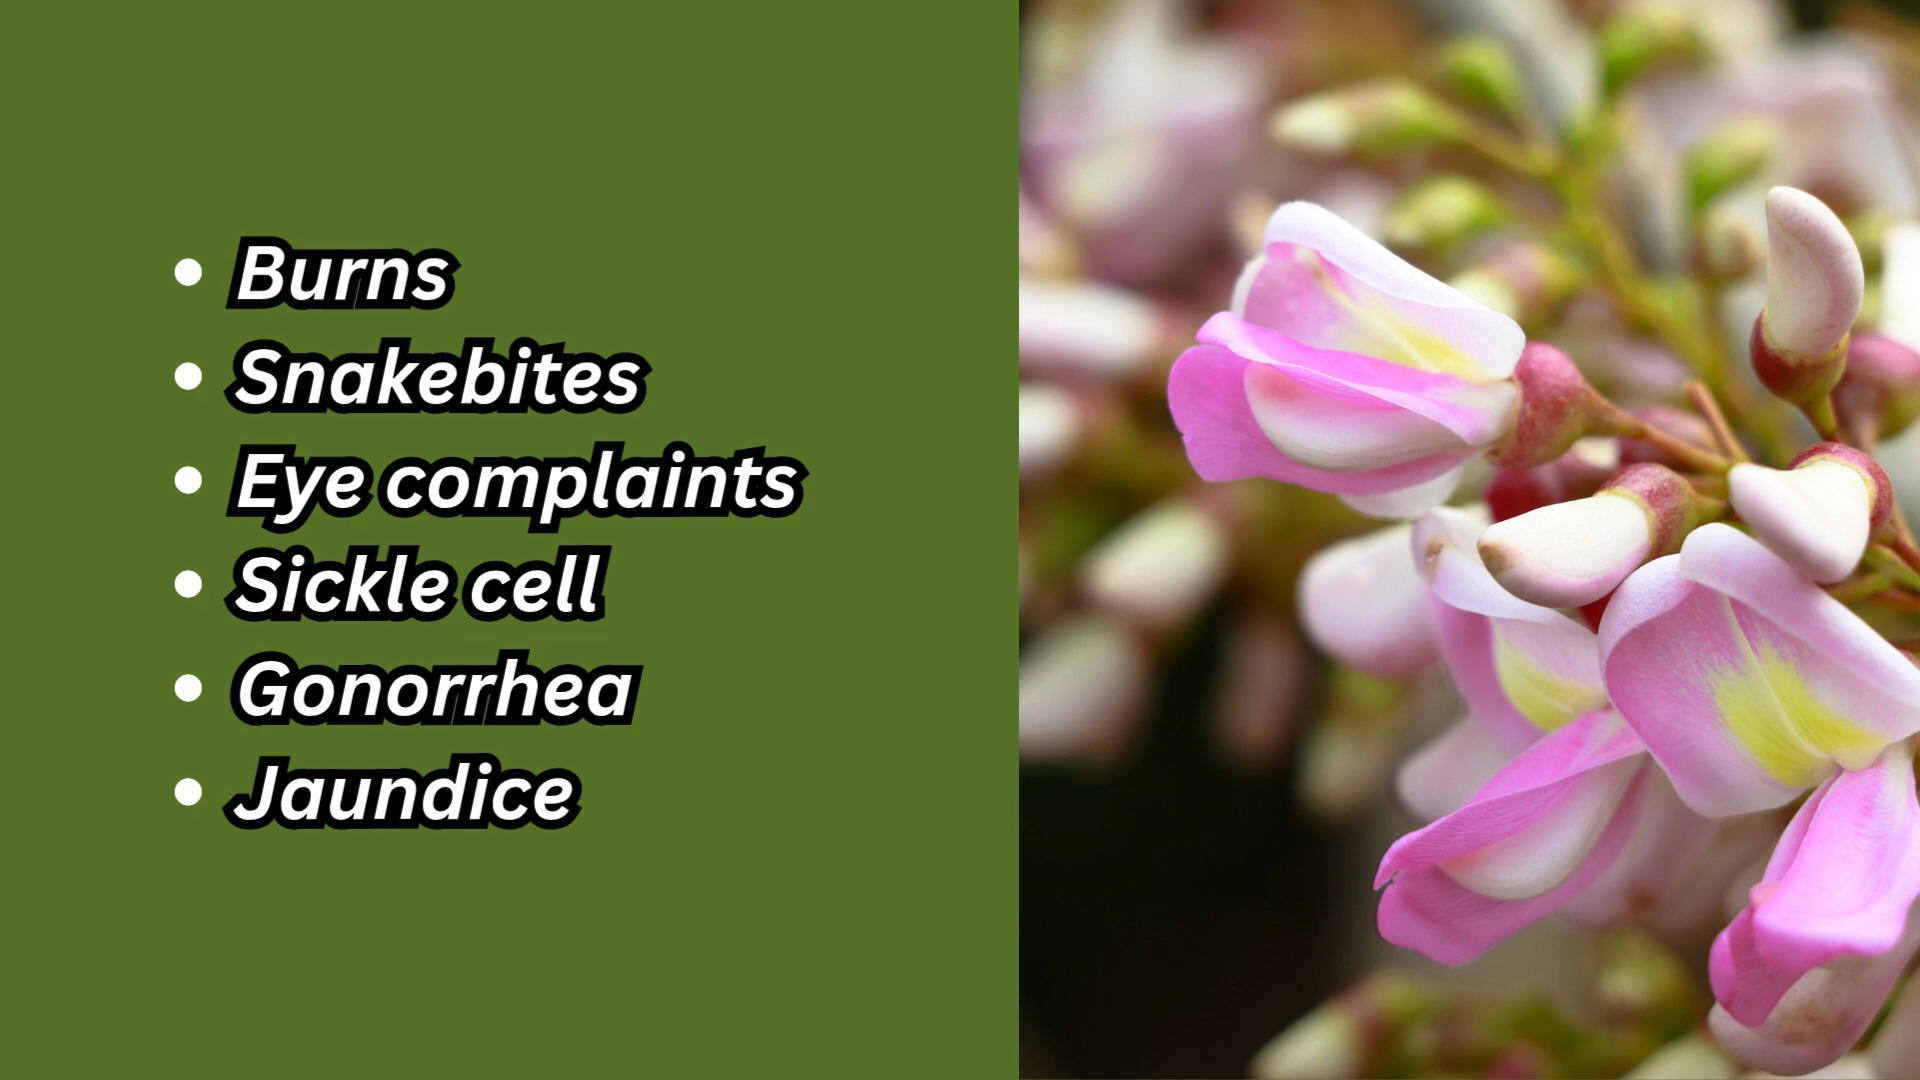 • Burns
• Snakebites
• Eye complaints
• Sickle cell
• Gonorrhea
• Jaundice